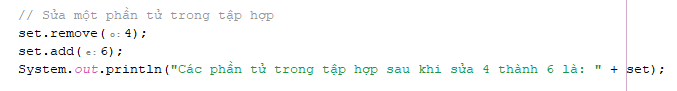 // Sửa một phần tử trong tập hợp
set.remove( o: 4);
set.add( e: 6);
System.out.println("Các phần tử trong tập hợp sau khi sửa 4 thành 6 là: " + set);